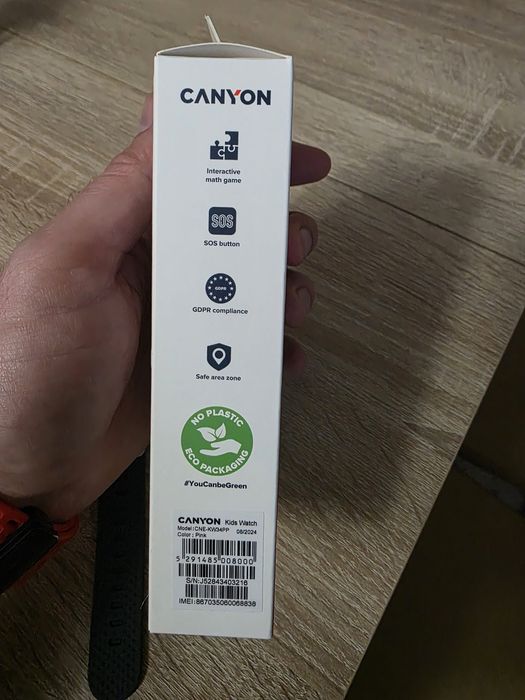 CANYON
Interactive
math game
SOS
SOS button
GDPR
GDPR compliance
Safe area zone
NO PLASTIC
ECO PACKAGING
#YouCanbeGreen
CANYON Kids Watch
Model:CNE-KW34PP 08/2024
Color: Pink
5 291485 008000
S/N:J52843403216
IMEI:867035060068838